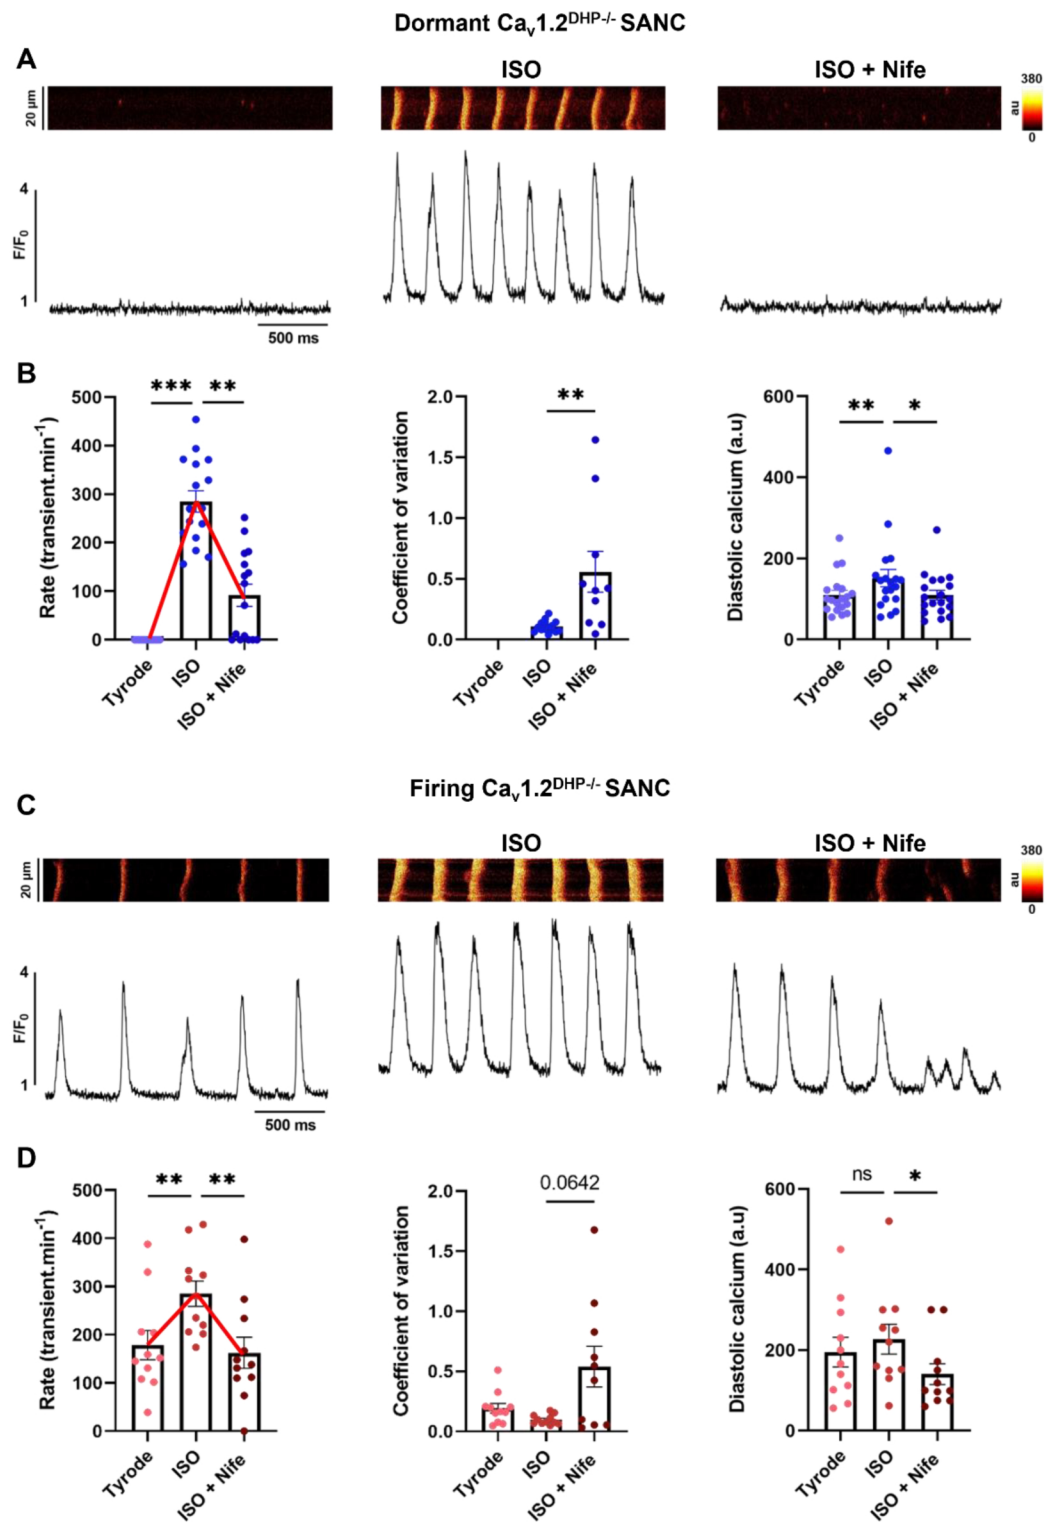 Dormant Cav1.2DHP-/- SANC
A
ISO
ISO + Nife
20 µm
380
au
0
4
F/F0
1
500 ms
B
*** **
500
400
300
200
100
0
Rate (transient.min-1)
Tyrode
ISO
ISO + Nife
**
2.0
1.5
1.0
0.5
0.0
Coefficient of variation
Tyrode
ISO
ISO + Nife
** *
600
400
200
0
Diastolic calcium (a.u)
Tyrode
ISO
ISO + Nife
Firing Cav1.2DHP-/- SANC
C
ISO
ISO + Nife
20 µm
380
au
0
4
F/F0
1
500 ms
D
** **
500
400
300
200
100
0
Rate (transient.min-1)
Tyrode
ISO
ISO + Nife
0.0642
2.0
1.5
1.0
0.5
0.0
Coefficient of variation
Tyrode
ISO
ISO + Nife
ns *
600
400
200
0
Diastolic calcium (a.u)
Tyrode
ISO
ISO + Nife